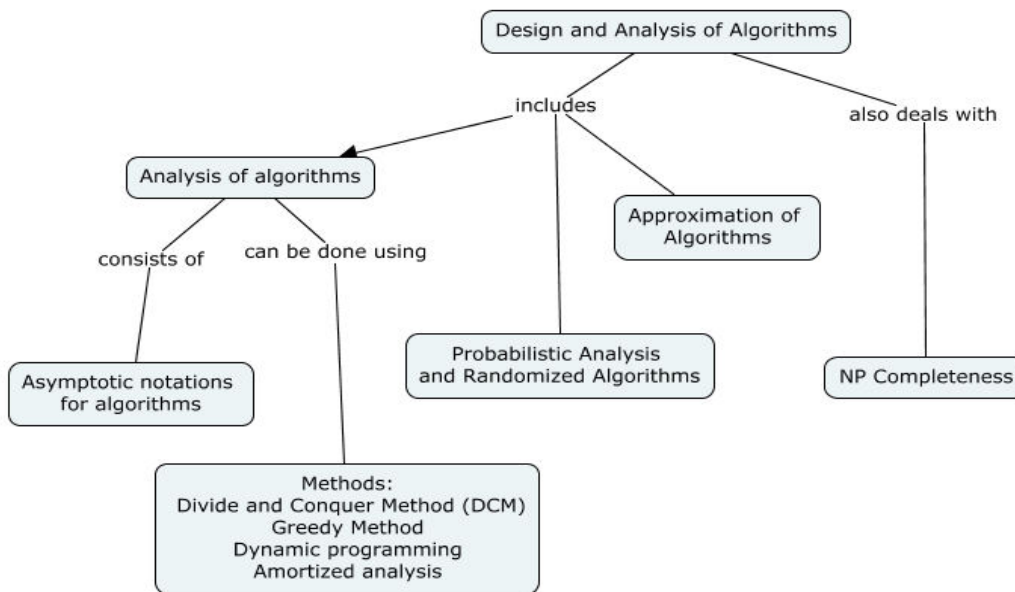 Design and Analysis of Algorithms
includes
also deals with
Analysis of algorithms
Approximation of
Algorithms
consists of
can be done using
Probabilistic Analysis
and Randomized Algorithms
NP Completeness
Asymptotic notations
for algorithms
Methods:
Divide and Conquer Method (DCM)
Greedy Method
Dynamic programming
Amortized analysis